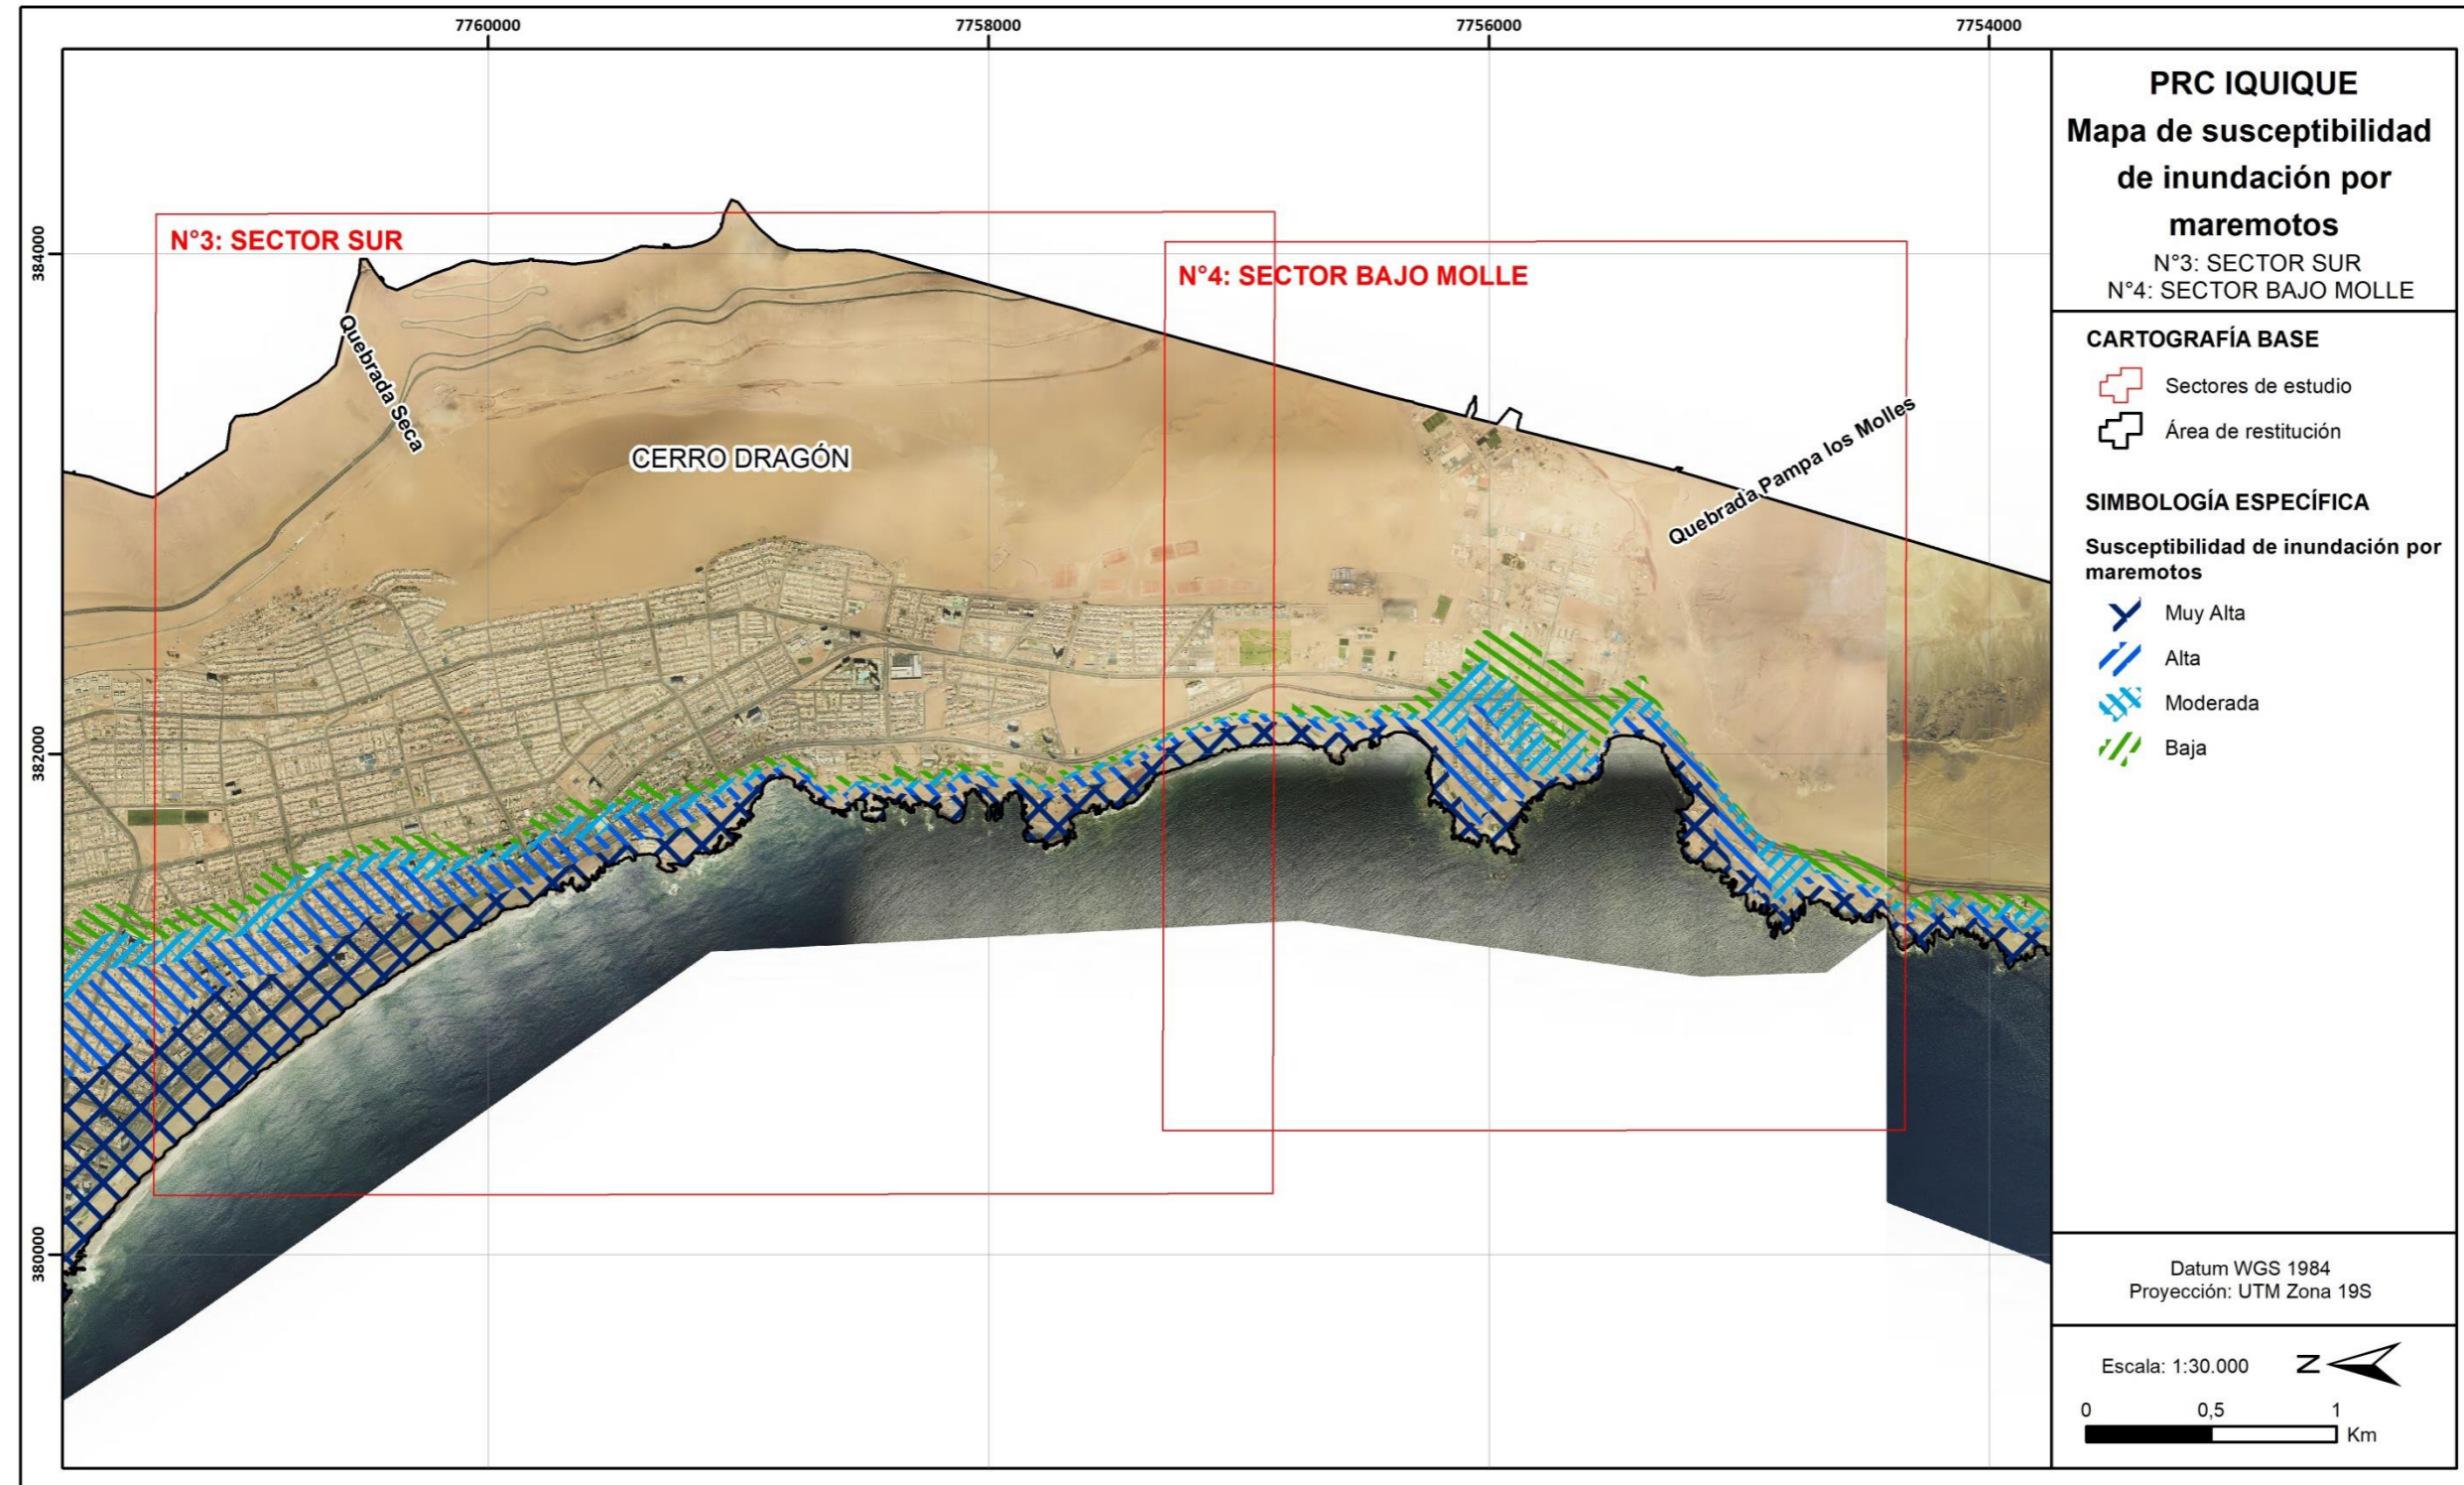 7760000
7758000
7756000
7754000
384000
382000
380000
N°3: SECTOR SUR
N°4: SECTOR BAJO MOLLE
Quebrada Seca
CERRO DRAGÓN
Quebrada Pampa los Molles
PRC IQUIQUE
Mapa de susceptibilidad
de inundación por
maremotos
N°3: SECTOR SUR
N°4: SECTOR BAJO MOLLE
CARTOGRAFÍA BASE
Sectores de estudio
Área de restitución
SIMBOLOGÍA ESPECÍFICA
Susceptibilidad de inundación por
maremotos
Muy Alta
Alta
Moderada
Baja
Datum WGS 1984
Proyección: UTM Zona 19S
Escala: 1:30.000
N
0 0,5 1
Km